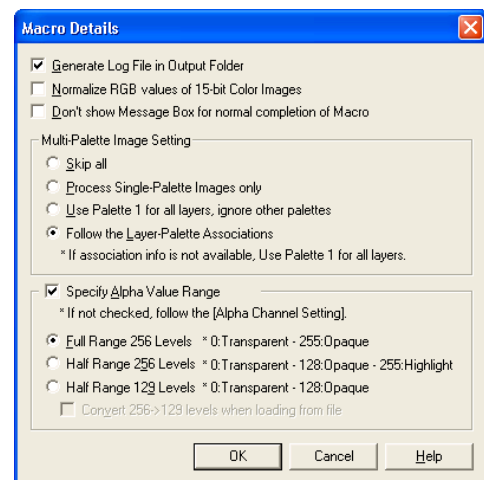 Macro Details
Generate Log File in Output Folder
Normalize RGB values of 15-bit Color Images
Don't show Message Box for normal completion of Macro
Multi-Palette Image Setting
Skip all
Process Single-Palette Images only
Use Palette 1 for all layers, ignore other palettes
Follow the Layer-Palette Associations
* If association info is not available, Use Palette 1 for all layers.
Specify Alpha Value Range
* If not checked, follow the [Alpha Channel Setting].
Full Range 256 Levels * 0:Transparent - 255:Opaque
Half Range 256 Levels * 0:Transparent - 128:Opaque - 255:Highlight
Half Range 129 Levels * 0:Transparent - 128:Opaque
Convert 256->129 levels when loading from file
OK Cancel Help